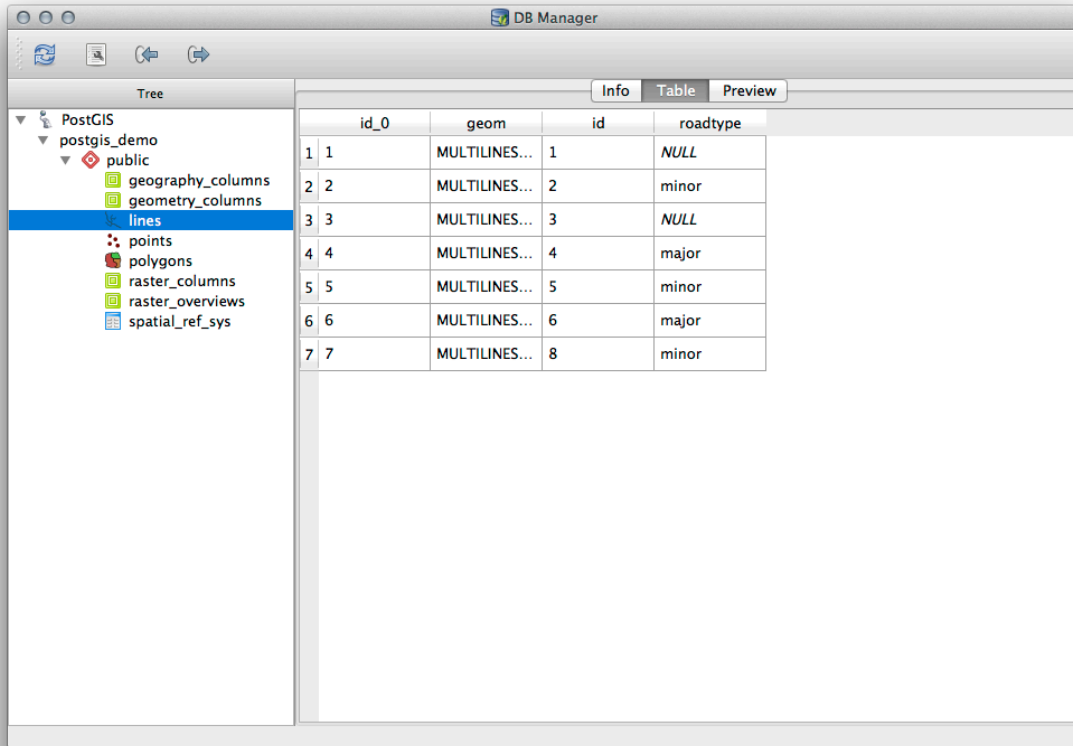 DB Manager
Tree
PostGIS
postgis_demo
public
geography_columns
geometry_columns
lines
points
polygons
raster_columns
raster_overviews
spatial_ref_sys
Info Table Preview
id_0 geom id roadtype
1 1 MULTILINES... 1 NULL
2 2 MULTILINES... 2 minor
3 3 MULTILINES... 3 NULL
4 4 MULTILINES... 4 major
5 5 MULTILINES... 5 minor
6 6 MULTILINES... 6 major
7 7 MULTILINES... 8 minor